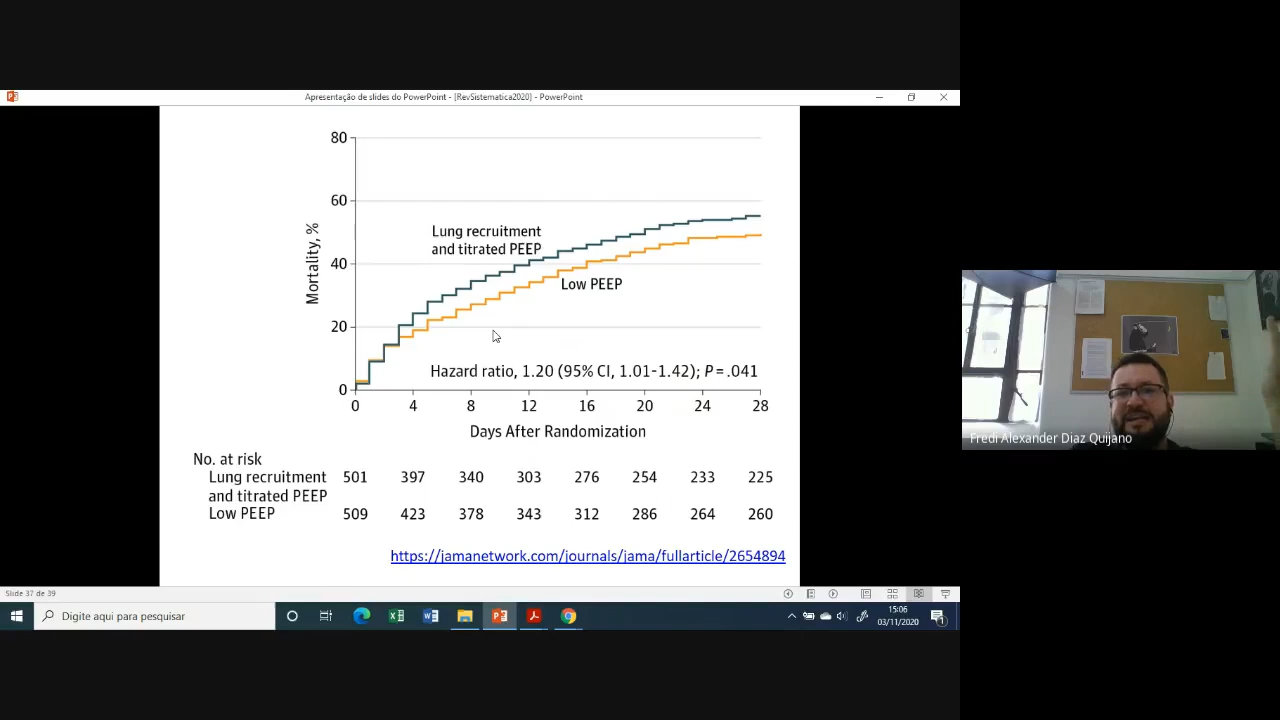 Apresentação de slides do PowerPoint - [RevSistematica2020] - PowerPoint
80
60
40
20
0
Mortality, %
Lung recruitment
and titrated PEEP
Low PEEP
Hazard ratio, 1.20 (95% CI, 1.01-1.42); P = .041
0 4 8 12 16 20 24 28
Days After Randomization
No. at risk
Lung recruitment 501 397 340 303 276 254 233 225
and titrated PEEP
Low PEEP 509 423 378 343 312 286 264 260
https://jamanetwork.com/journals/jama/fullarticle/2654894
Slide 37 de 39
Digite aqui para pesquisar
15:06
03/11/2020
1
Fredi Alexander Diaz Quijano